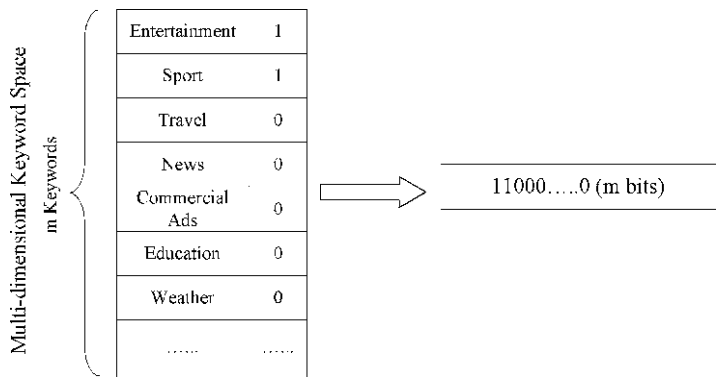 Multi-dimensional Keyword Space
m Keywords
Entertainment 1
Sport 1
Travel 0
News 0
Commercial
Ads 0
Education 0
Weather 0
...... ......
11000.....0 (m bits)